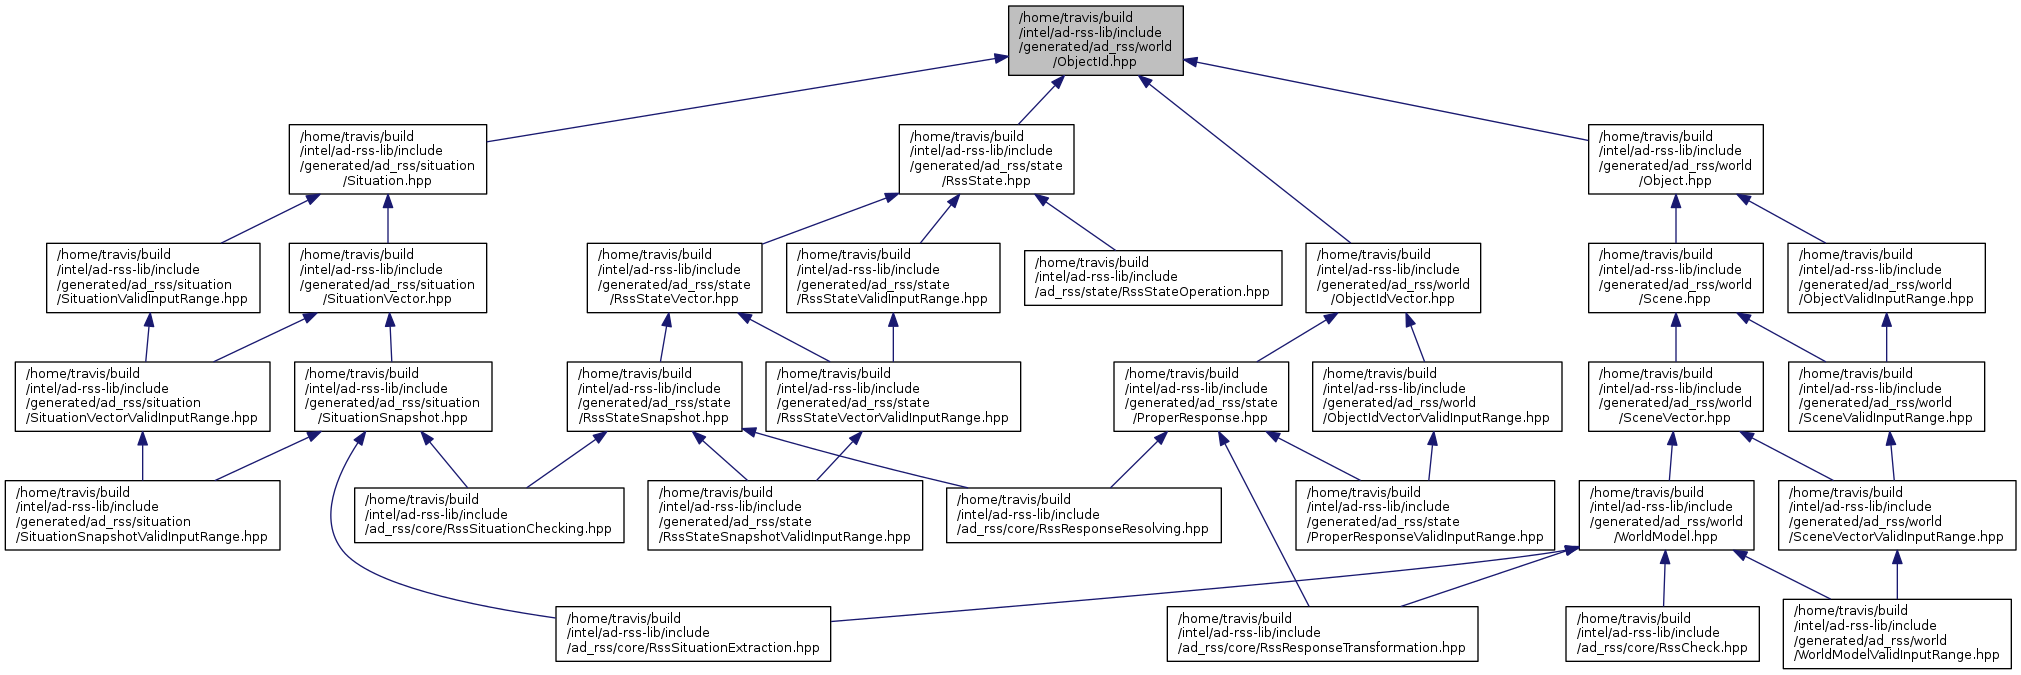 /home/travis/build
/intel/ad-rss-lib/include
/generated/ad_rss/world
/ObjectId.hpp
/home/travis/build
/intel/ad-rss-lib/include
/generated/ad_rss/situation
/Situation.hpp
/home/travis/build
/intel/ad-rss-lib/include
/generated/ad_rss/state
/RssState.hpp
/home/travis/build
/intel/ad-rss-lib/include
/generated/ad_rss/world
/Object.hpp
/home/travis/build
/intel/ad-rss-lib/include
/generated/ad_rss/situation
/SituationValidInputRange.hpp
/home/travis/build
/intel/ad-rss-lib/include
/generated/ad_rss/situation
/SituationVector.hpp
/home/travis/build
/intel/ad-rss-lib/include
/generated/ad_rss/state
/RssStateVector.hpp
/home/travis/build
/intel/ad-rss-lib/include
/generated/ad_rss/state
/RssStateValidInputRange.hpp
/home/travis/build
/intel/ad-rss-lib/include
/ad_rss/state/RssStateOperation.hpp
/home/travis/build
/intel/ad-rss-lib/include
/generated/ad_rss/world
/ObjectIdVector.hpp
/home/travis/build
/intel/ad-rss-lib/include
/generated/ad_rss/world
/Scene.hpp
/home/travis/build
/intel/ad-rss-lib/include
/generated/ad_rss/world
/ObjectValidInputRange.hpp
/home/travis/build
/intel/ad-rss-lib/include
/generated/ad_rss/situation
/SituationVectorValidInputRange.hpp
/home/travis/build
/intel/ad-rss-lib/include
/generated/ad_rss/situation
/SituationSnapshot.hpp
/home/travis/build
/intel/ad-rss-lib/include
/generated/ad_rss/state
/RssStateSnapshot.hpp
/home/travis/build
/intel/ad-rss-lib/include
/generated/ad_rss/state
/RssStateVectorValidInputRange.hpp
/home/travis/build
/intel/ad-rss-lib/include
/generated/ad_rss/state
/ProperResponse.hpp
/home/travis/build
/intel/ad-rss-lib/include
/generated/ad_rss/world
/ObjectIdVectorValidInputRange.hpp
/home/travis/build
/intel/ad-rss-lib/include
/generated/ad_rss/world
/SceneVector.hpp
/home/travis/build
/intel/ad-rss-lib/include
/generated/ad_rss/world
/SceneValidInputRange.hpp
/home/travis/build
/intel/ad-rss-lib/include
/generated/ad_rss/situation
/SituationSnapshotValidInputRange.hpp
/home/travis/build
/intel/ad-rss-lib/include
/ad_rss/core/RssSituationChecking.hpp
/home/travis/build
/intel/ad-rss-lib/include
/generated/ad_rss/state
/RssStateSnapshotValidInputRange.hpp
/home/travis/build
/intel/ad-rss-lib/include
/ad_rss/core/RssResponseResolving.hpp
/home/travis/build
/intel/ad-rss-lib/include
/generated/ad_rss/state
/ProperResponseValidInputRange.hpp
/home/travis/build
/intel/ad-rss-lib/include
/generated/ad_rss/world
/WorldModel.hpp
/home/travis/build
/intel/ad-rss-lib/include
/generated/ad_rss/world
/SceneVectorValidInputRange.hpp
/home/travis/build
/intel/ad-rss-lib/include
/ad_rss/core/RssSituationExtraction.hpp
/home/travis/build
/intel/ad-rss-lib/include
/ad_rss/core/RssResponseTransformation.hpp
/home/travis/build
/intel/ad-rss-lib/include
/ad_rss/core/RssCheck.hpp
/home/travis/build
/intel/ad-rss-lib/include
/generated/ad_rss/world
/WorldModelValidInputRange.hpp